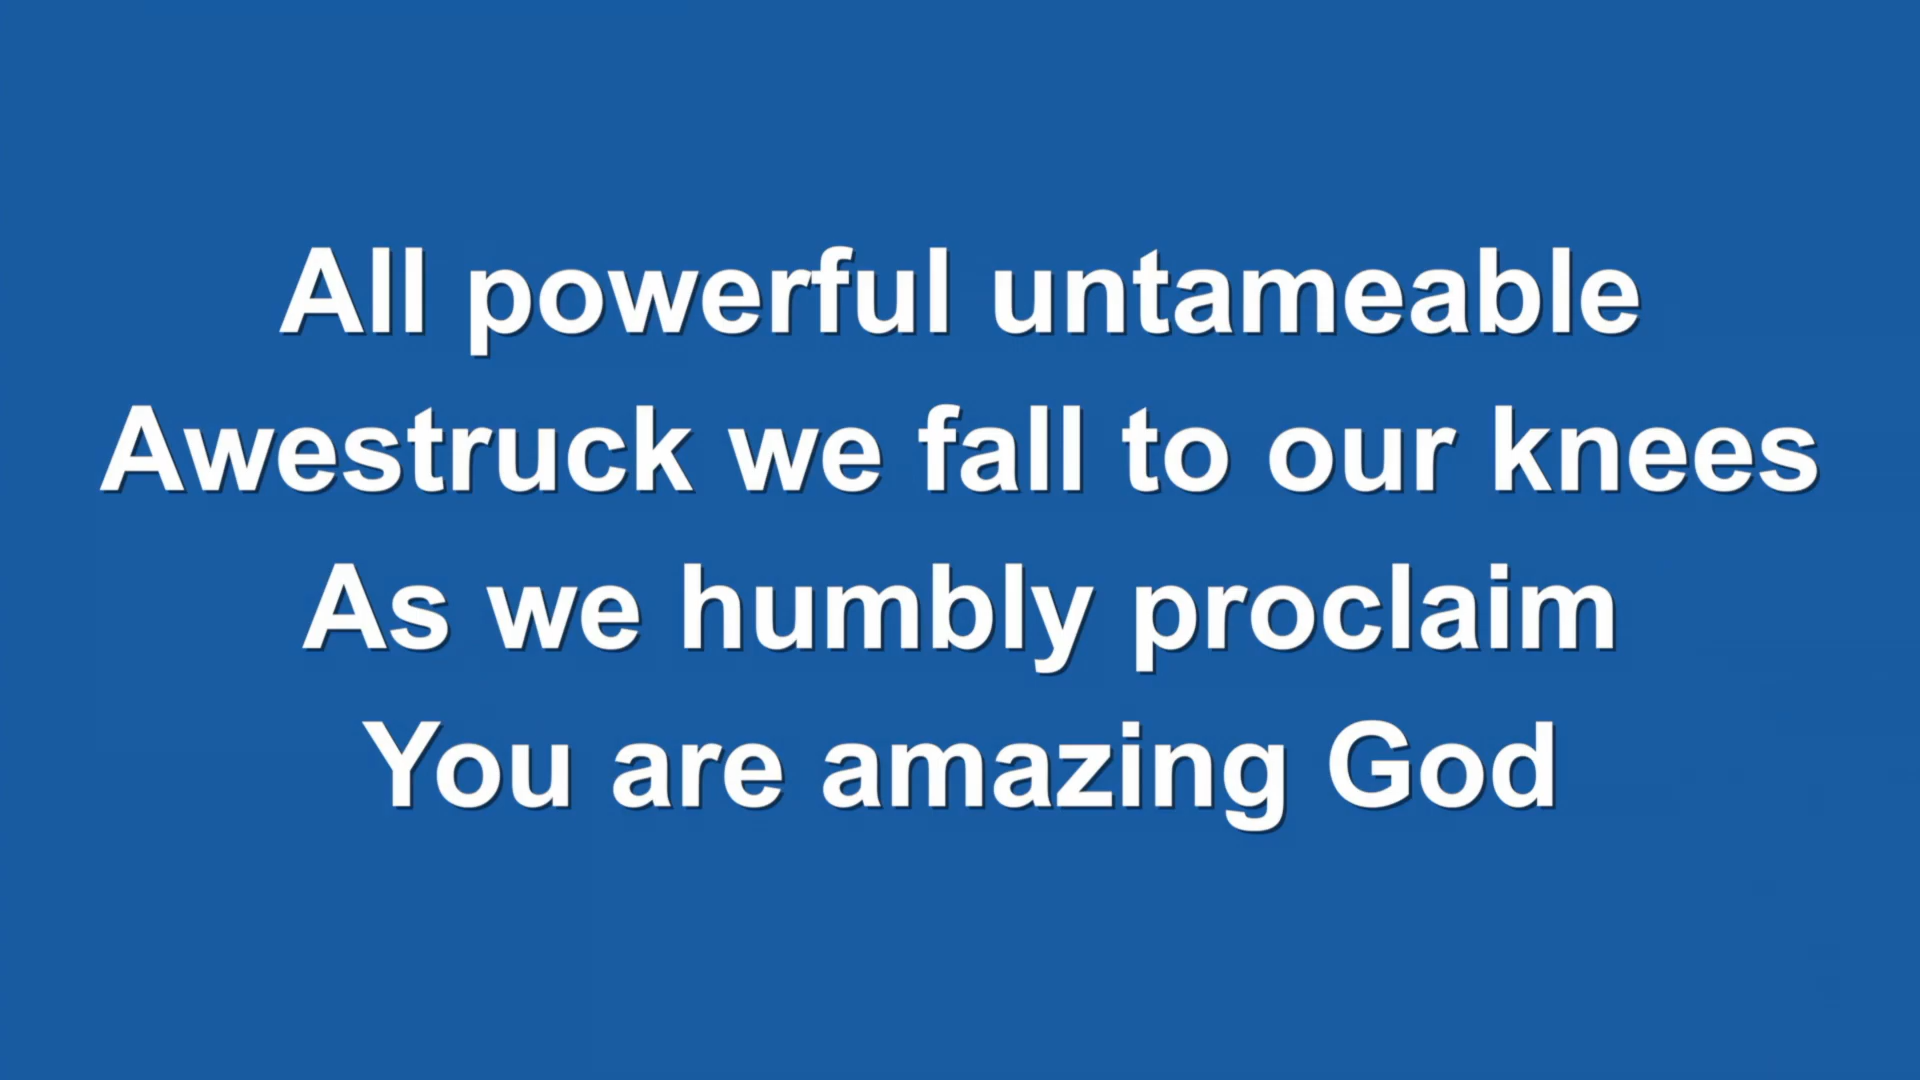 All powerful untameable
Awestruck we fall to our knees
As we humbly proclaim
You are amazing God